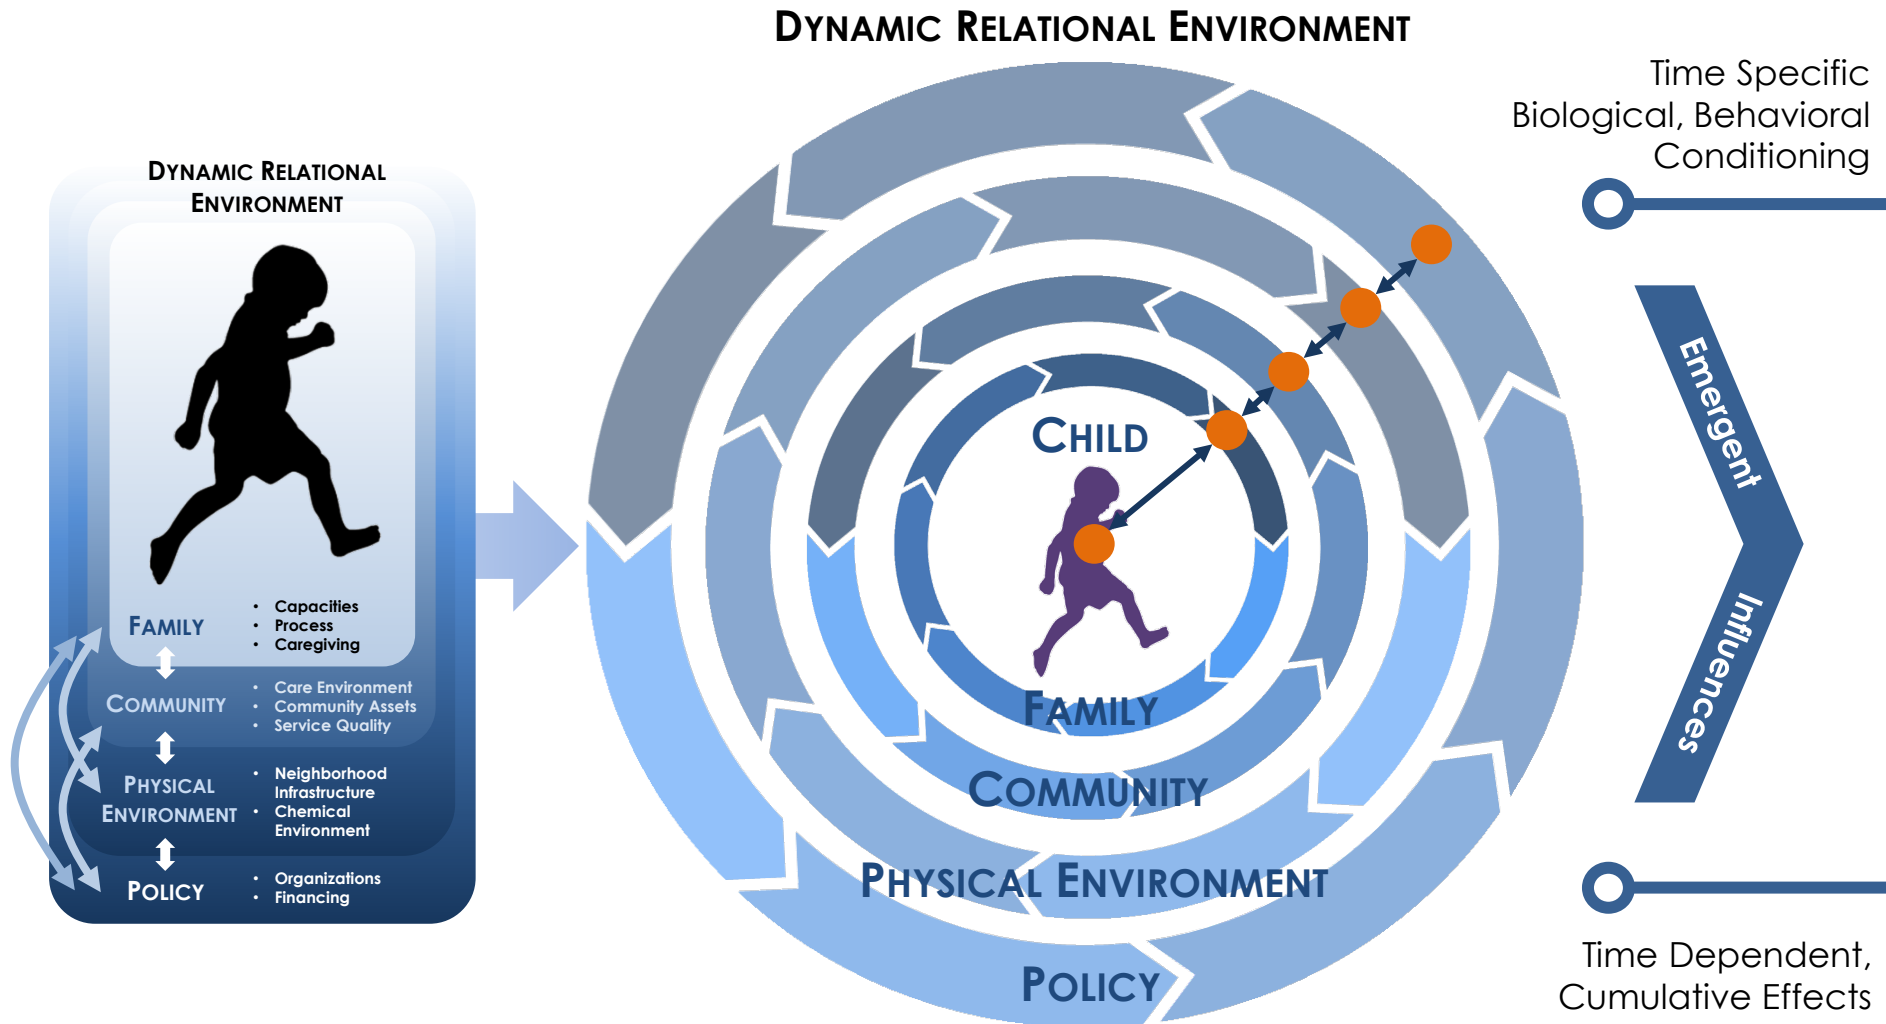 DYNAMIC RELATIONAL ENVIRONMENT
Time Specific
Biological, Behavioral
Conditioning
DYNAMIC RELATIONAL
ENVIRONMENT
FAMILY
• Capacities
• Process
• Caregiving
COMMUNITY
• Care Environment
• Community Assets
• Service Quality
PHYSICAL
ENVIRONMENT
• Neighborhood
Infrastructure
• Chemical
Environment
POLICY
• Organizations
• Financing
CHILD
FAMILY
COMMUNITY
PHYSICAL ENVIRONMENT
POLICY
Emergent
Influences
Time Dependent,
Cumulative Effects